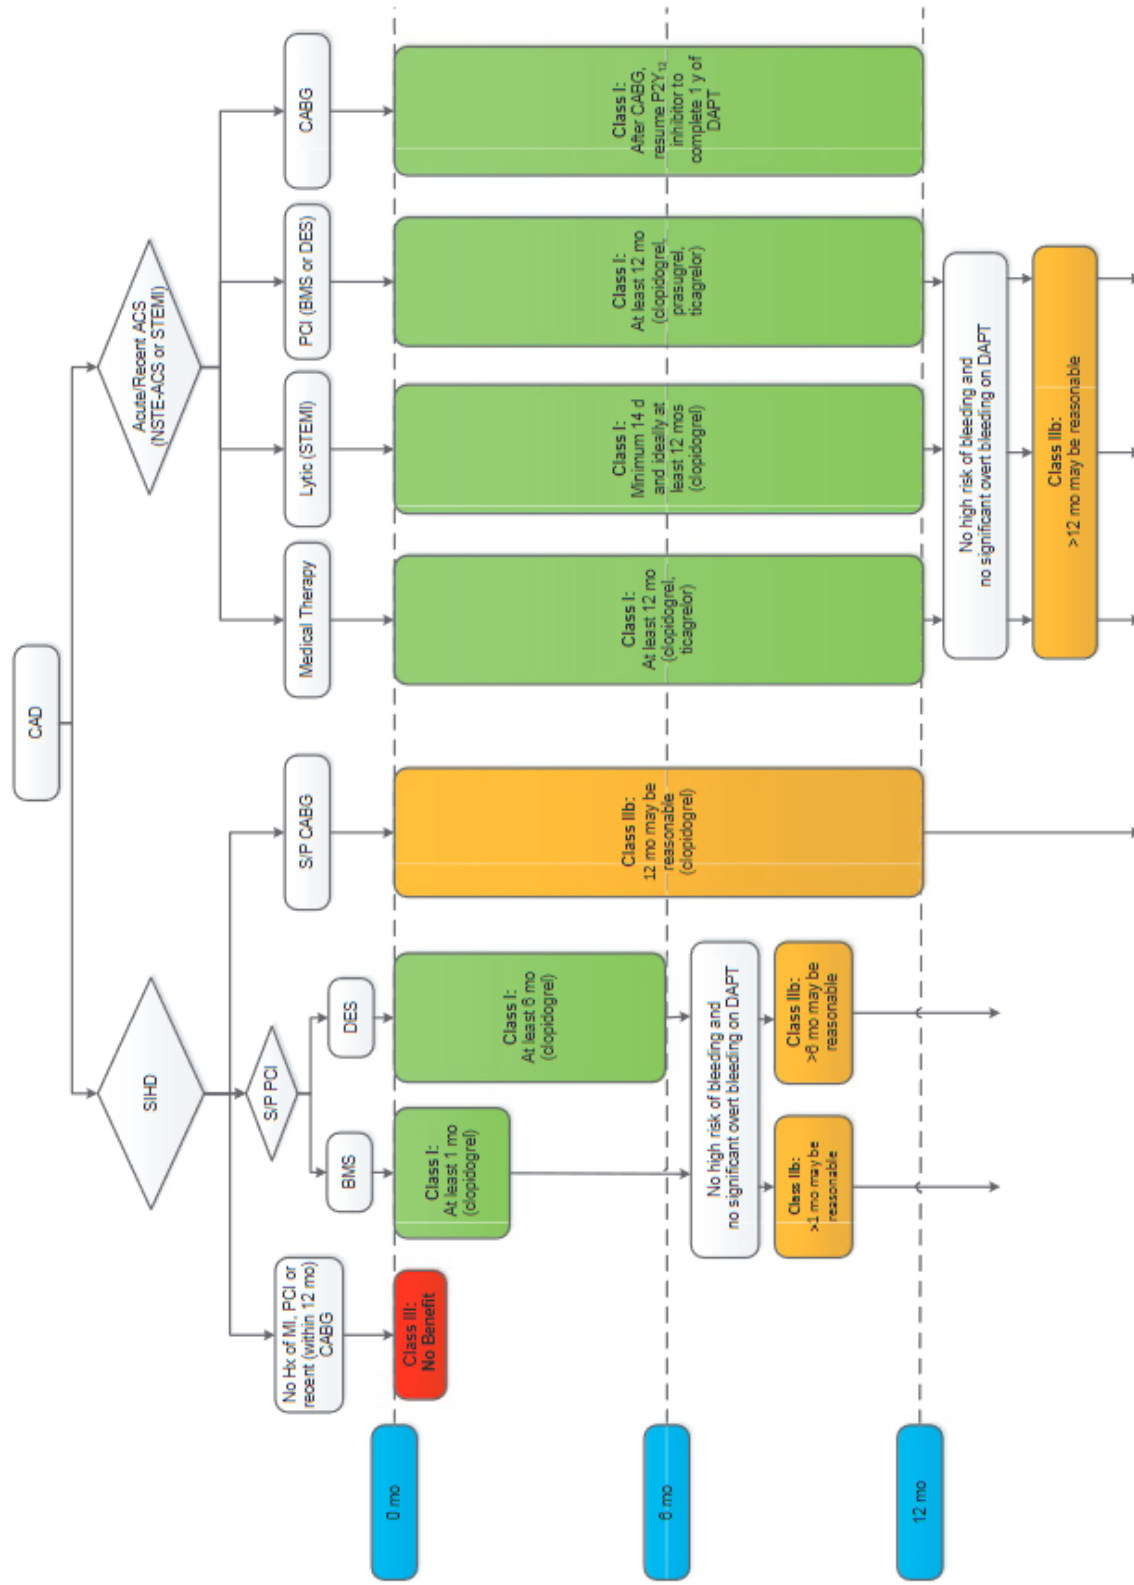 CAD
SIHD
Acute/Recent ACS
(NSTE-ACS or STEMI)
No Hx of MI, PCI or
recent (within 12 mo)
CABG
S/P PCI
S/P CABG
Medical Therapy
Lytic (STEMI)
PCI (BMS or DES)
CABG
BMS
DES
0 mo
Class III:
No Benefit
Class I:
At least 1 mo
(clopidogrel)
Class I:
At least 6 mo
(clopidogrel)
Class IIb:
12 mo may be
reasonable
(clopidogrel)
Class I:
At least 12 mo
(clopidogrel,
ticagrelor)
Class I:
Minimum 14 d
and ideally at
least 12 mos
(clopidogrel)
Class I:
At least 12 mo
(clopidogrel,
prasugrel,
ticagrelor)
Class I:
After CABG,
resume P2Y₁₂
inhibitor to
complete 1 y of
DAPT
6 mo
No high risk of bleeding and
no significant overt bleeding on DAPT
Class IIb:
>1 mo may be
reasonable
Class IIb:
>6 mo may be
reasonable
12 mo
No high risk of bleeding and
no significant overt bleeding on DAPT
Class IIb:
>12 mo may be reasonable